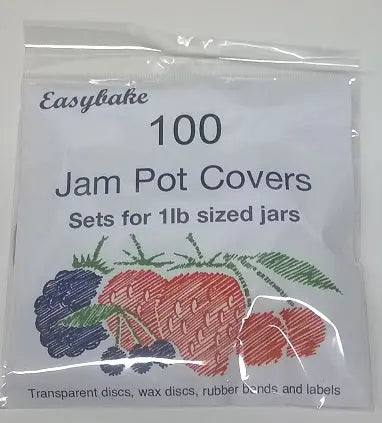 Easybake
100
Jam Pot Covers
Sets for 1lb sized jars
Transparent discs, wax discs, rubber bands and labels